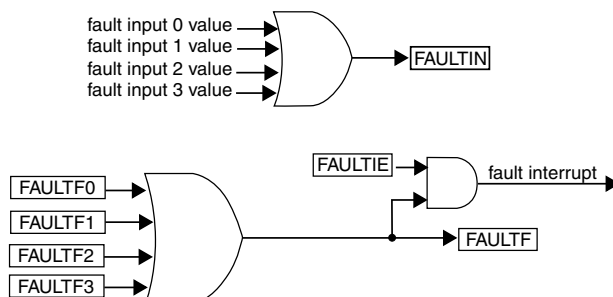 fault input 0 value
fault input 1 value
fault input 2 value
fault input 3 value
FAULTIN
FAULTIE
fault interrupt
FAULTF0
FAULTF1
FAULTF2
FAULTF3
FAULTF